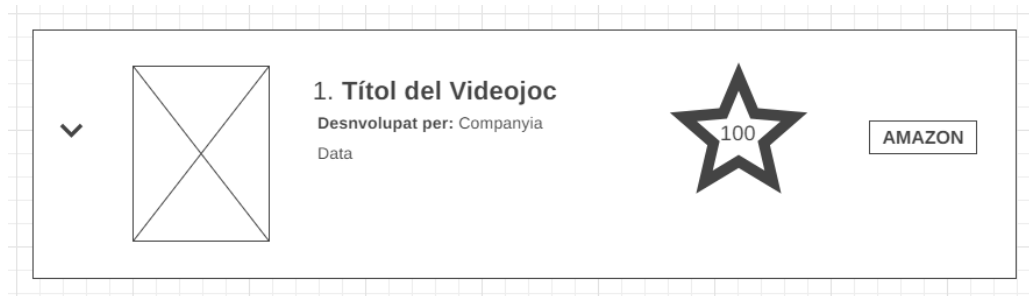 1. Títol del Videojoc
Desnvolupat per: Companyia
Data
100
AMAZON